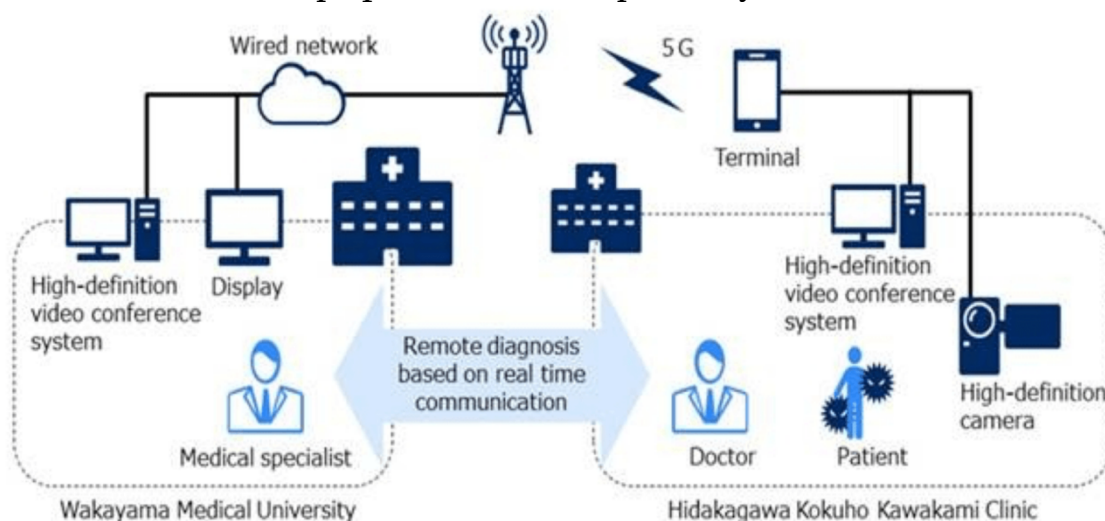 Wired network
5G
Terminal
High-definition
video conference
system
Display
High-definition
video conference
system
Remote diagnosis
based on real time
communication
High-definition
camera
Medical specialist
Doctor
Patient
Wakayama Medical University
Hidakagawa Kokuho Kawakami Clinic